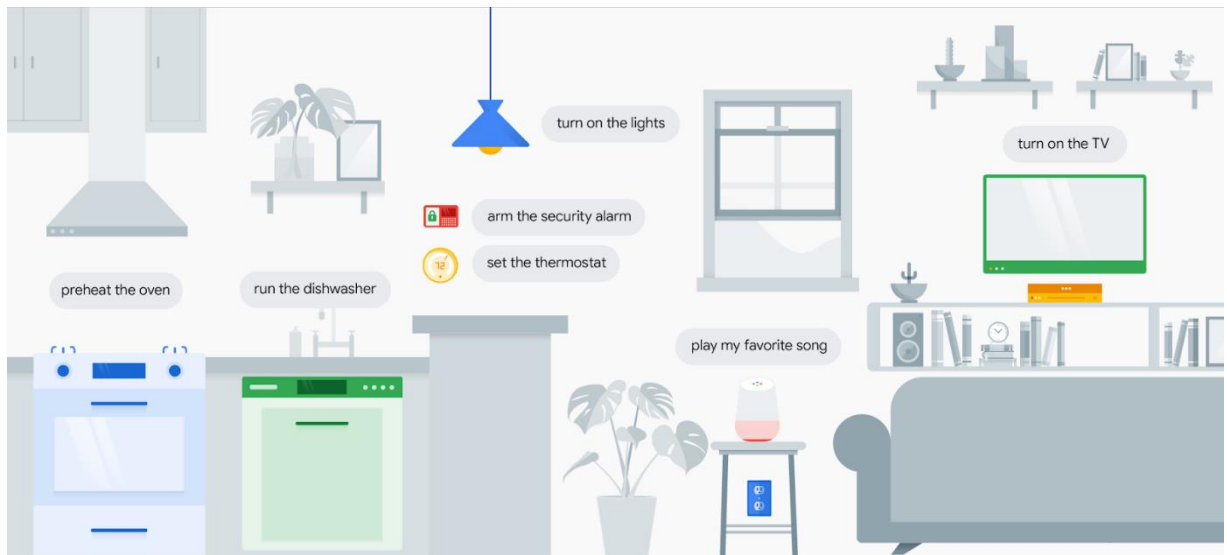 turn on the lights
turn on the TV
arm the security alarm
set the thermostat
72
preheat the oven
run the dishwasher
play my favorite song